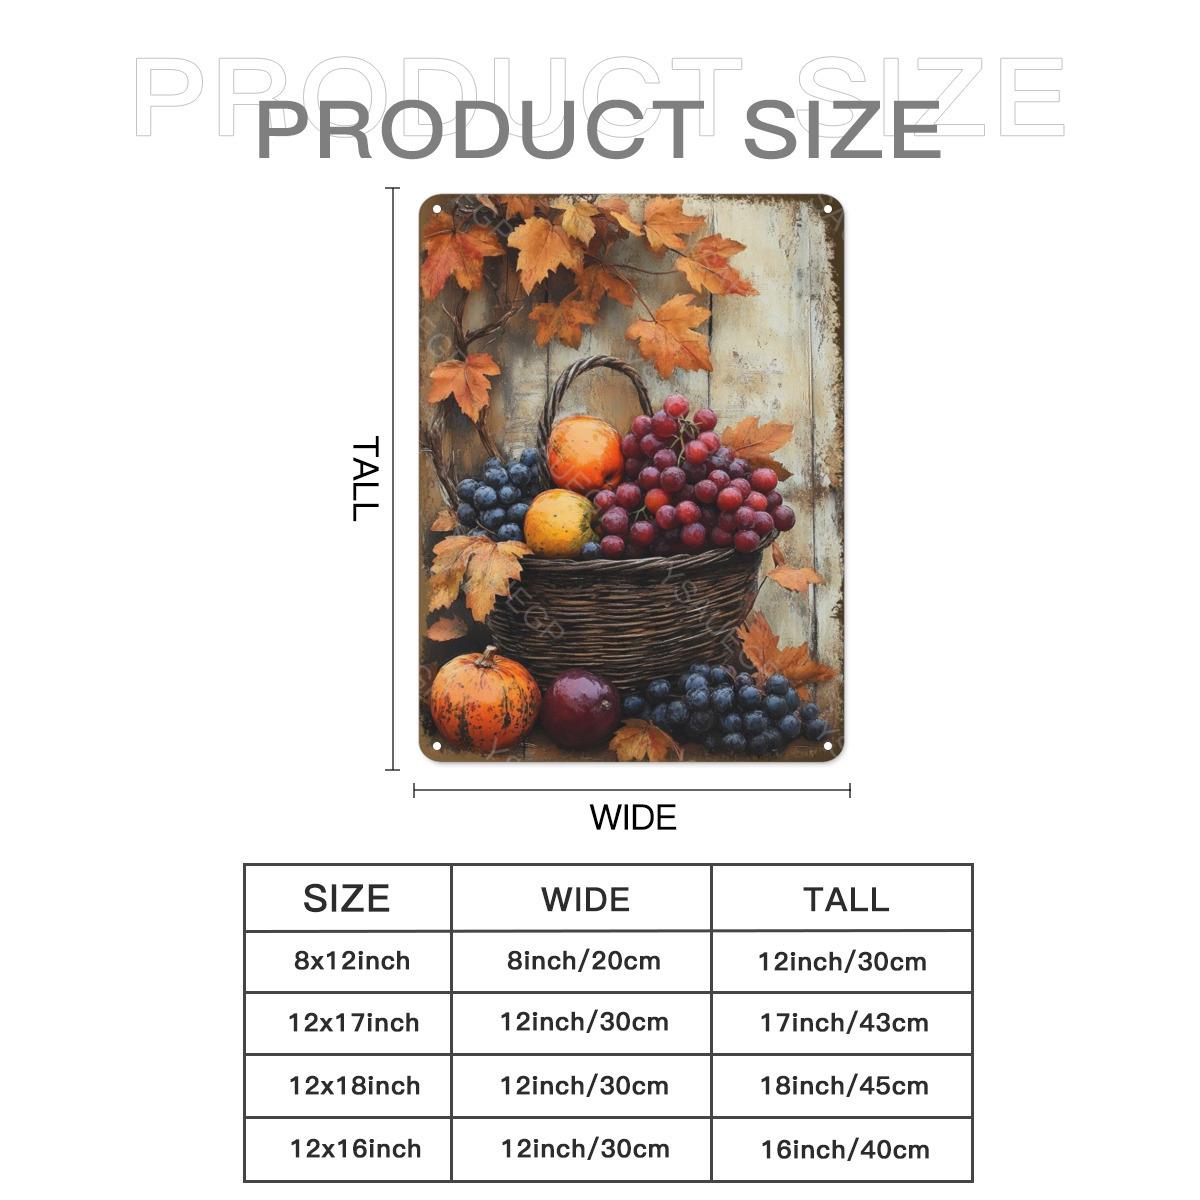 PRODUCT SIZE
PRODUCT SIZE
TALL
WIDE
SIZE WIDE TALL
8x12inch 8inch/20cm 12inch/30cm
12x17inch 12inch/30cm 17inch/43cm
12x18inch 12inch/30cm 18inch/45cm
12x16inch 12inch/30cm 16inch/40cm